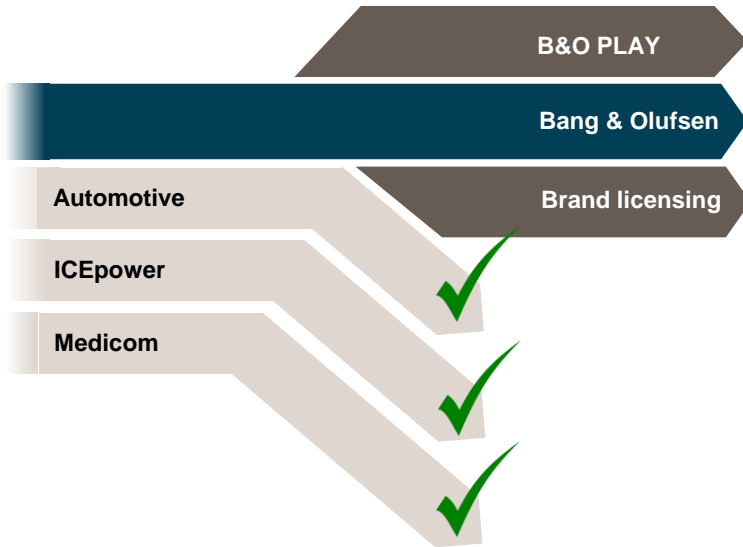 B&O PLAY
Bang & Olufsen
Automotive
Brand licensing
ICEpower
Medicom